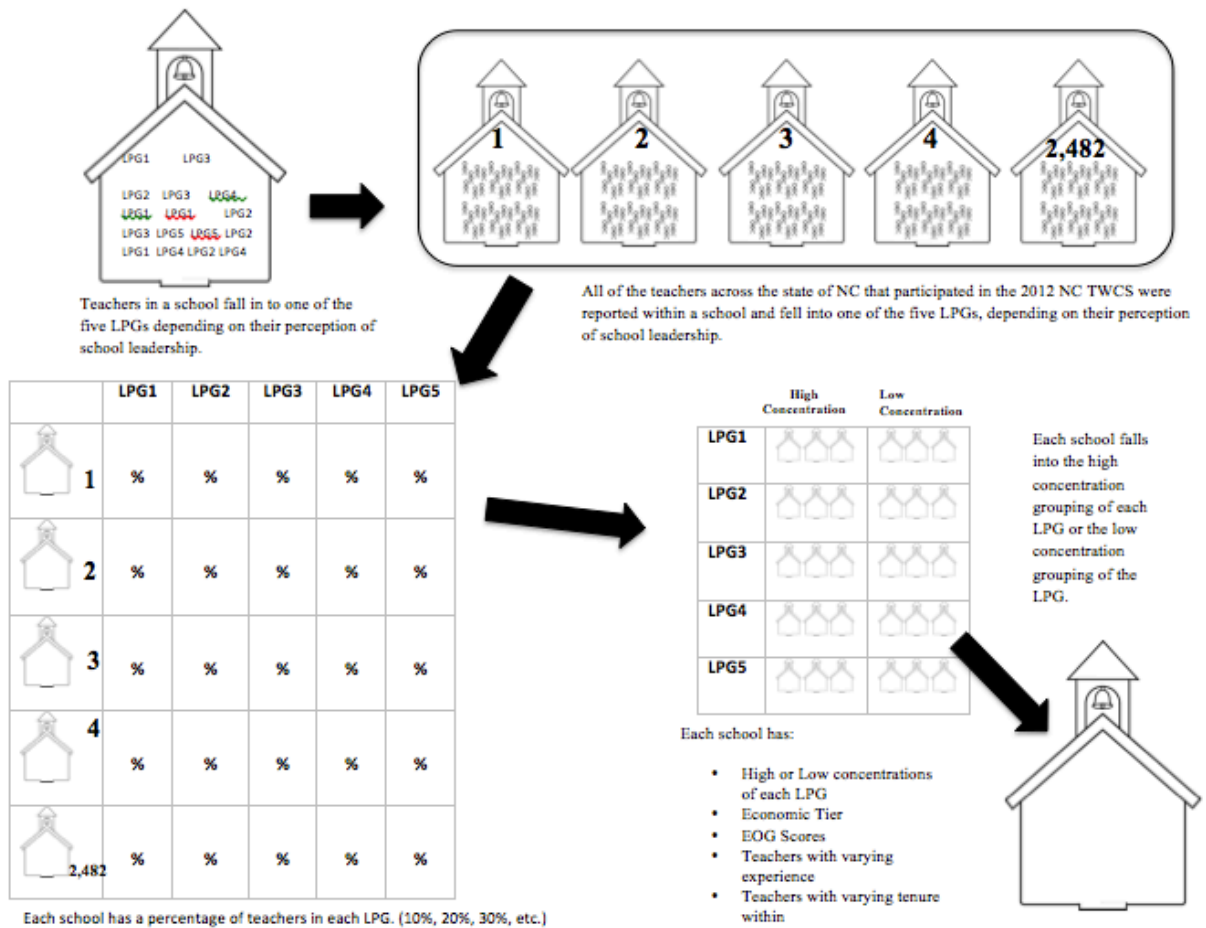 LPG1 LPG3
LPG2 LPG3 LPG4
LPG1 LPG1 LPG2
LPG3 LPG5 LPG5 LPG2
LPG1 LPG4 LPG2 LPG4
Teachers in a school fall in to one of the
five LPGs depending on their perception of
school leadership.
1 2 3 4 2,482
All of the teachers across the state of NC that participated in the 2012 NC TWCS were
reported within a school and fell into one of the five LPGs, depending on their perception
of school leadership.
LPG1 LPG2 LPG3 LPG4 LPG5
1 % % % % %
2 % % % % %
3 % % % % %
4 % % % % %
2,482 % % % % %
Each school has a percentage of teachers in each LPG. (10%, 20%, 30%, etc.)
High Low
Concentration Concentration
LPG1
LPG2
LPG3
LPG4
LPG5
Each school falls
into the high
concentration
grouping of each
LPG or the low
concentration
grouping of the
LPG.
Each school has:
• High or Low concentrations
of each LPG
• Economic Tier
• EOG Scores
• Teachers with varying
experience
• Teachers with varying tenure
within